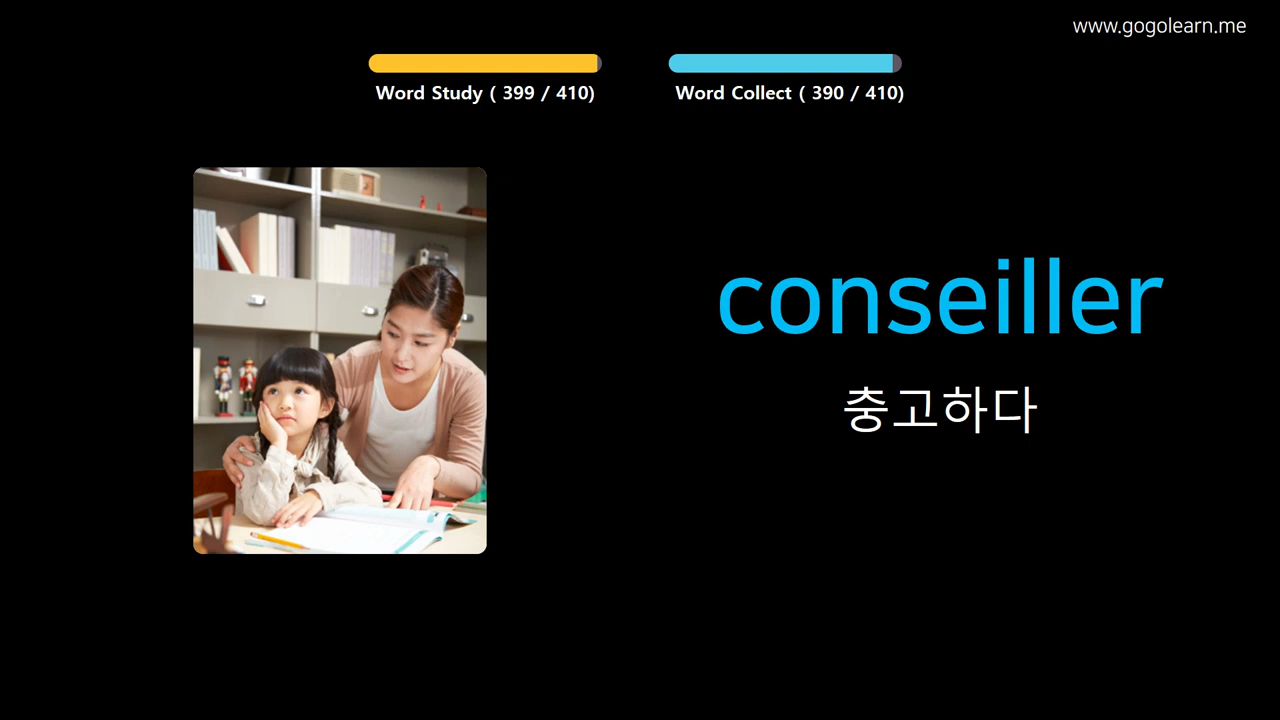 www.gogolearn.me
Word Study ( 399 / 410)
Word Collect ( 390 / 410)
conseiller
충고하다